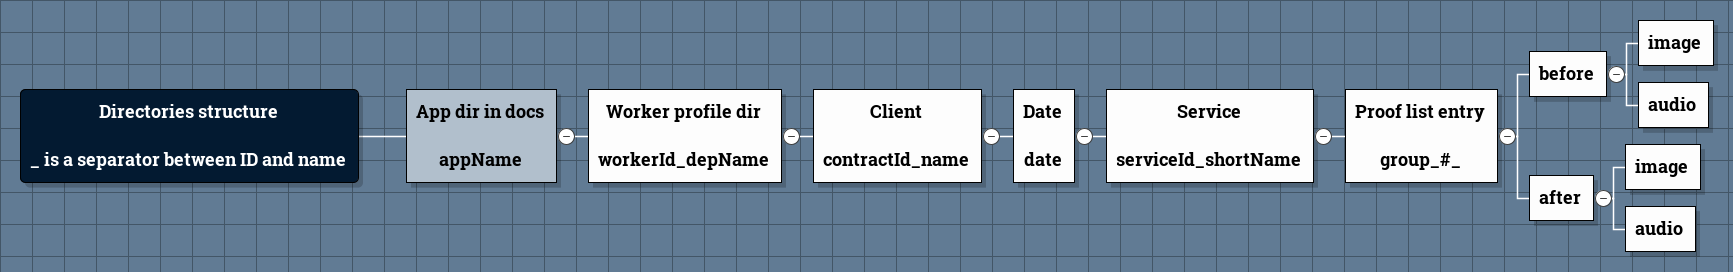 Directories structure
_ is a separator between ID and name
App dir in docs
appName
Worker profile dir
workerId_depName
Client
contractId_name
Date
date
Service
serviceId_shortName
Proof list entry
group_#_
before
image
audio
after
image
audio